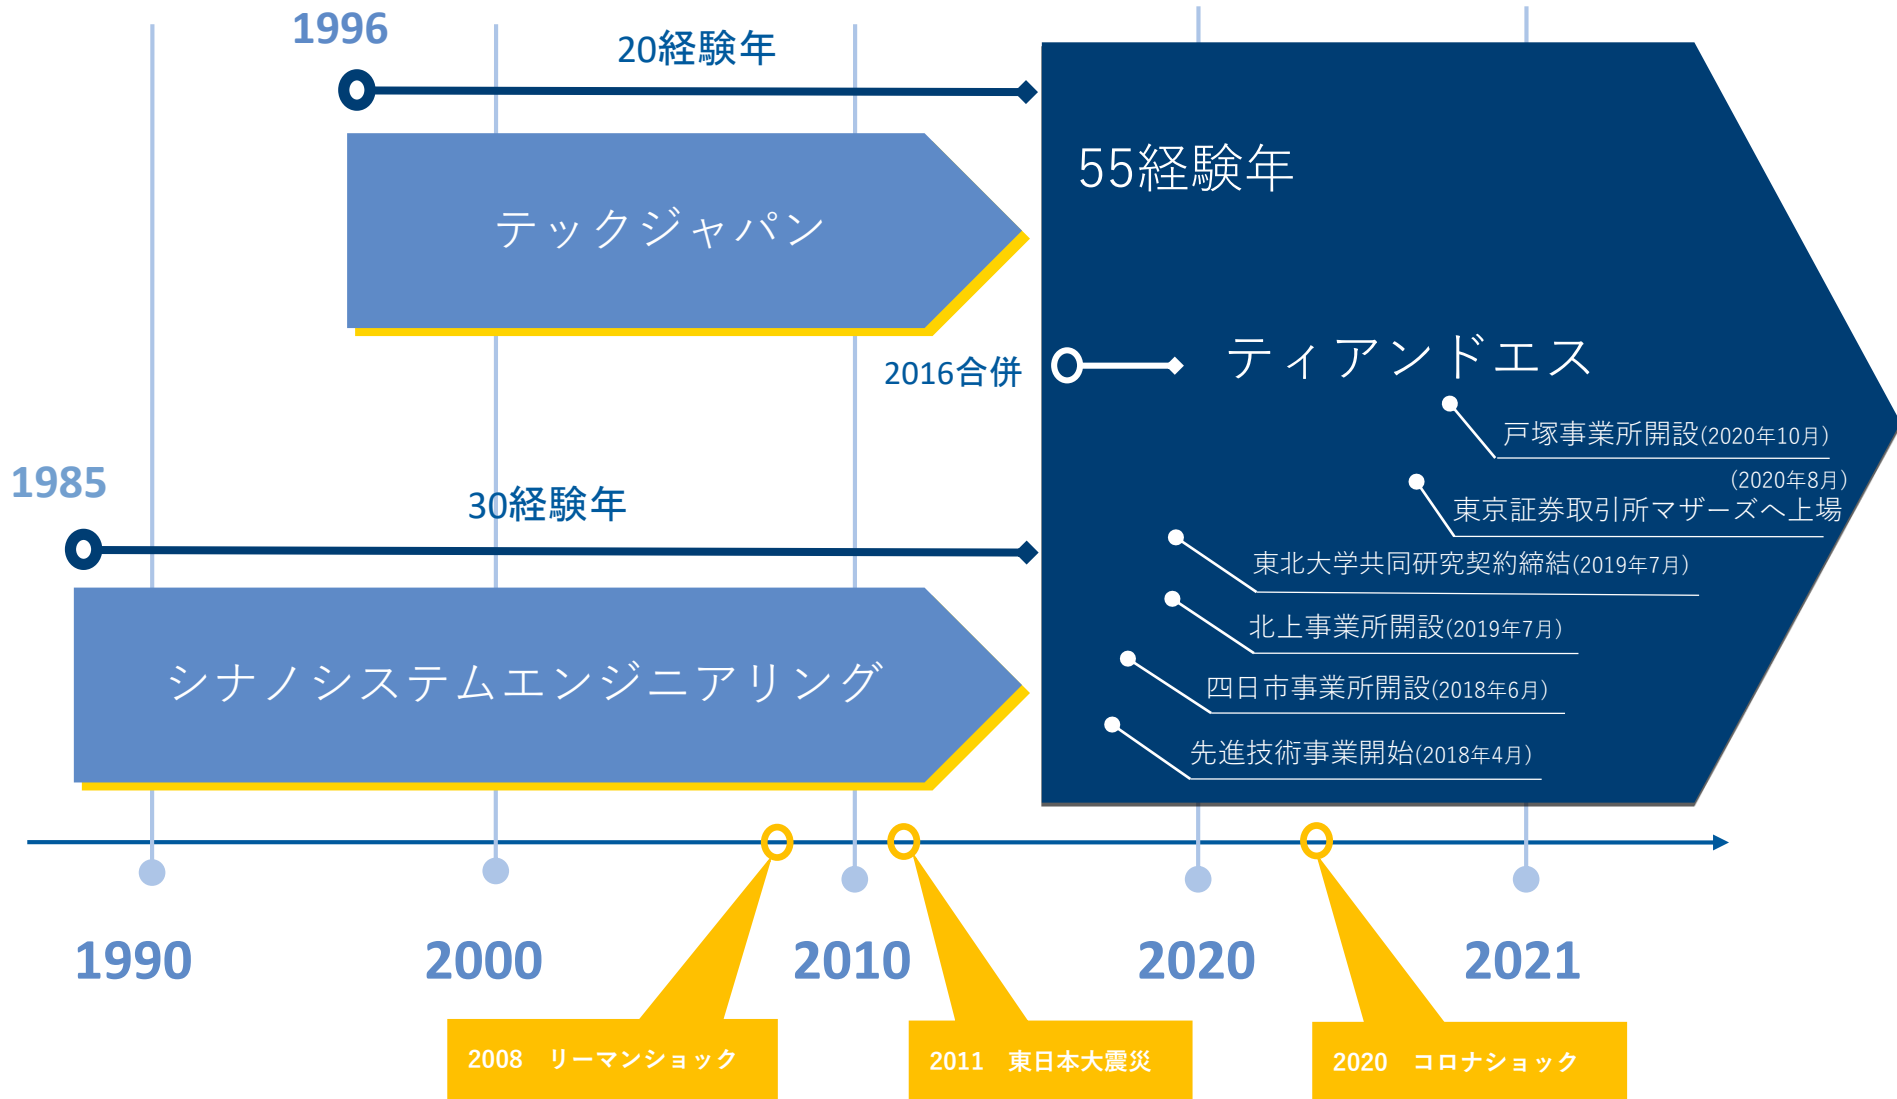 1996
20経験年
テックジャパン
55経験年
2016合併
ティアンドエス
戸塚事業所開設(2020年10月)
(2020年8月)
東京証券取引所マザーズへ上場
東北大学共同研究契約締結(2019年7月)
北上事業所開設(2019年7月)
四日市事業所開設(2018年6月)
先進技術事業開始(2018年4月)
1985
30経験年
シナノシステムエンジニアリング
1990
2000
2010
2020
2021
2008 リーマンショック
2011 東日本大震災
2020 コロナショック